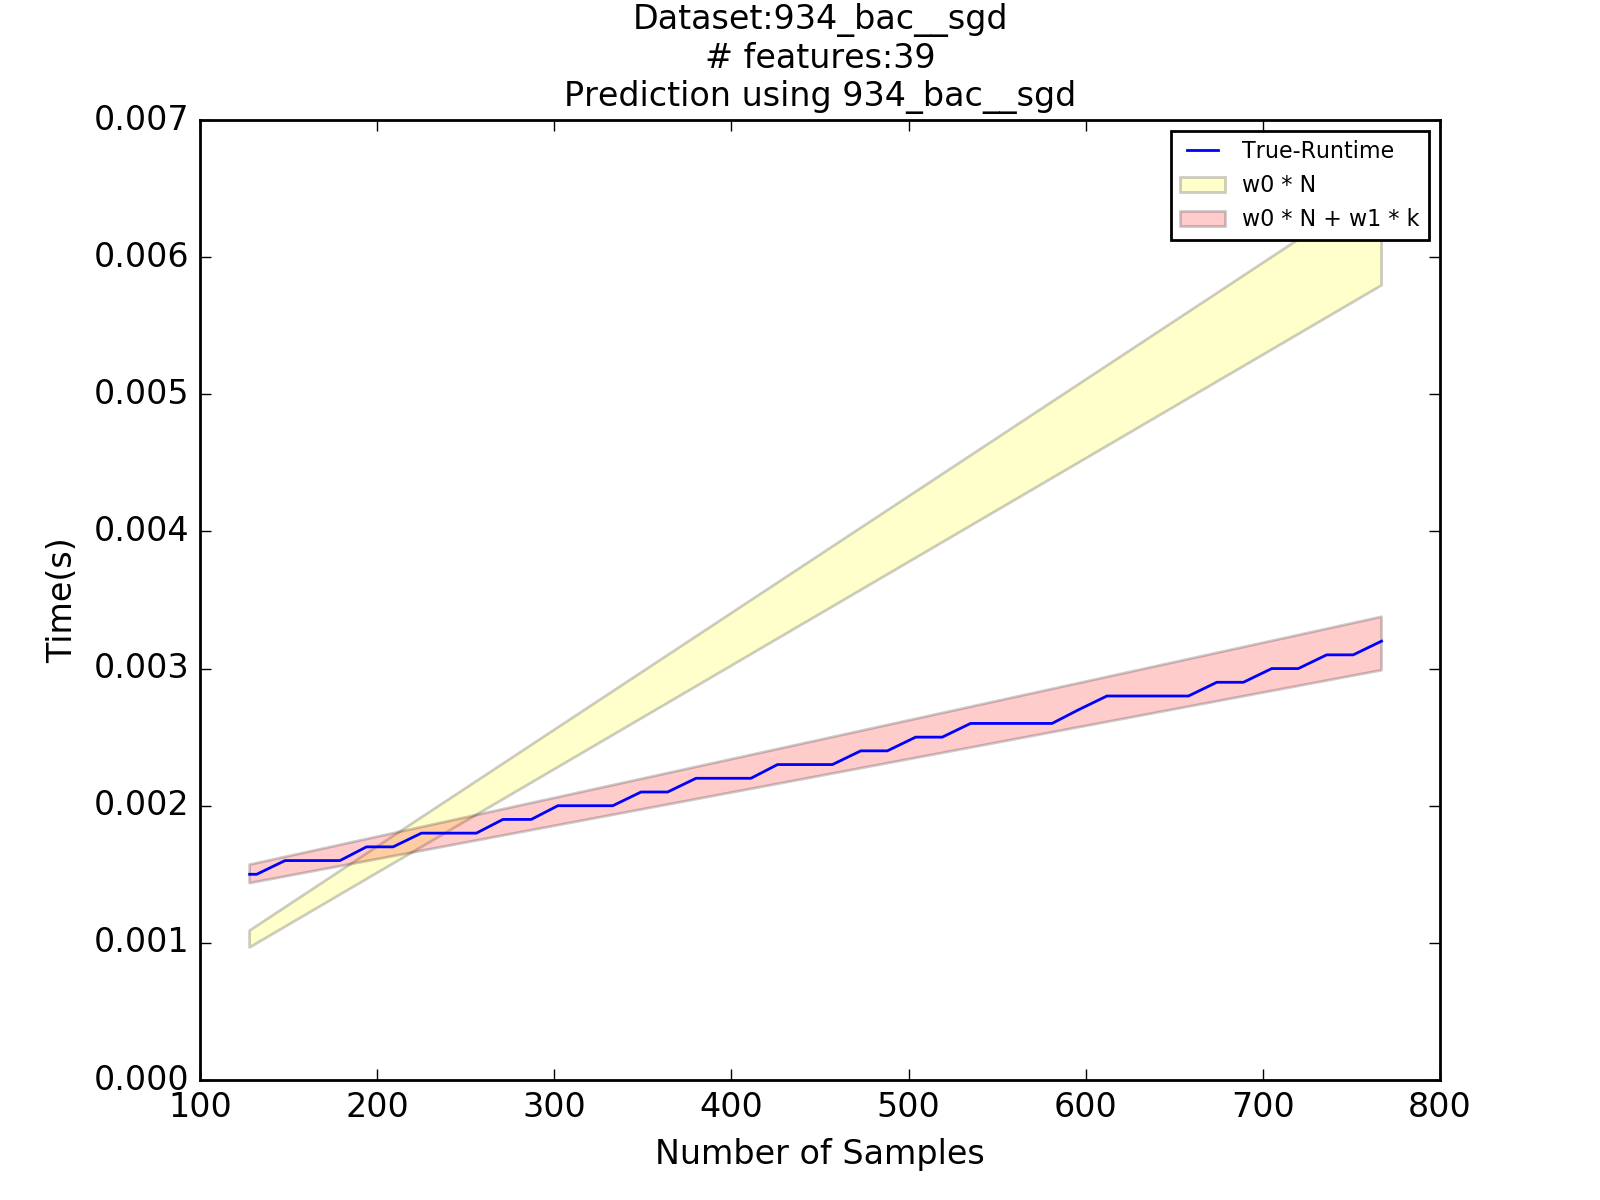 Dataset:934_bac__sgd
# features:39
Prediction using 934_bac__sgd
True-Runtime
w0 * N
w0 * N + w1 * k
0.007
0.006
0.005
0.004
0.003
0.002
0.001
0.000
Time(s)
100 200 300 400 500 600 700 800
Number of Samples